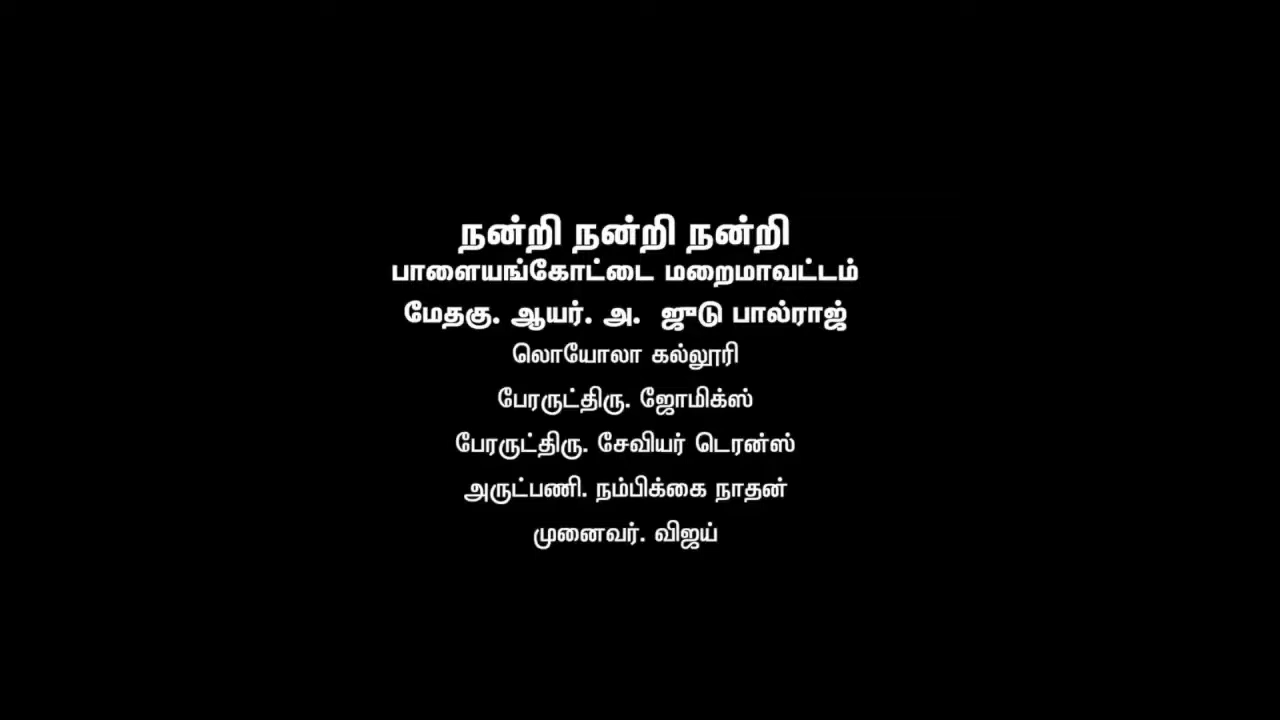 நன்றி நன்றி நன்றி
பாளையங்கோட்டை மறைமாவட்டம்
மேதகு. ஆயர். அ. ஜுடு பால்ராஜ்
லொயோலா கல்லூரி
பேரருட்திரு. ஜோமிக்ஸ்
பேரருட்திரு. சேவியர் டெரன்ஸ்
அருட்பணி. நம்பிக்கை நாதன்
முனைவர். விஜய்